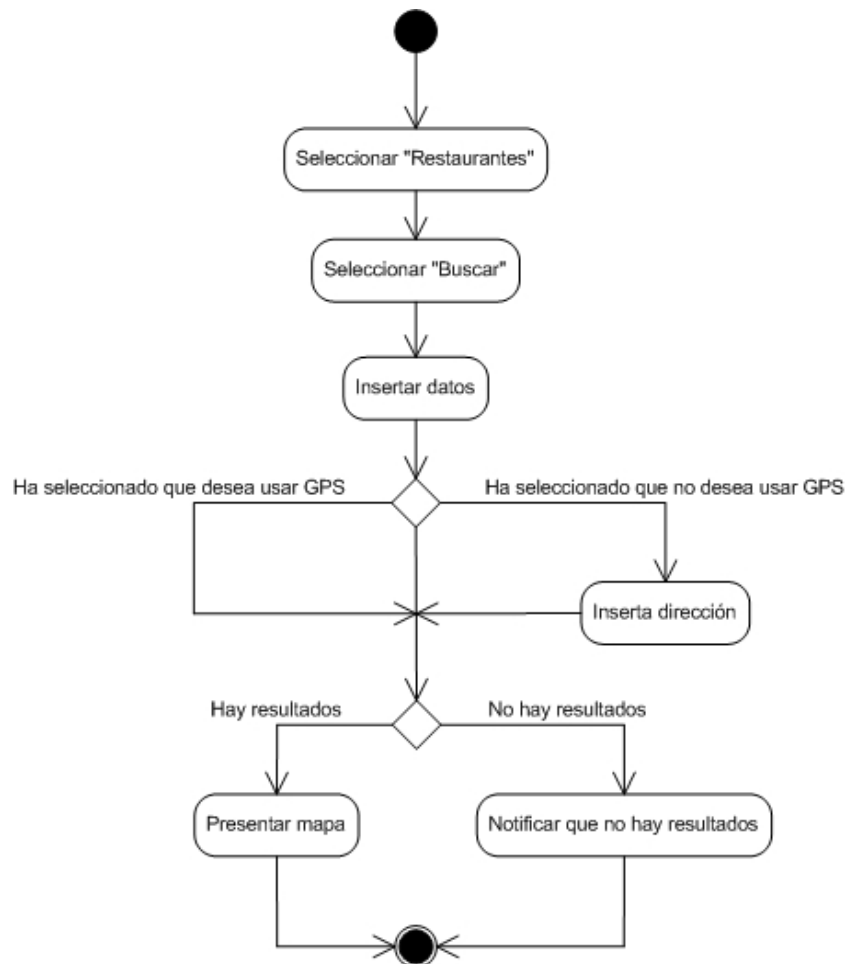 Seleccionar "Restaurantes"
Seleccionar "Buscar"
Insertar datos
Ha seleccionado que desea usar GPS
Ha seleccionado que no desea usar GPS
Inserta dirección
Hay resultados
No hay resultados
Presentar mapa
Notificar que no hay resultados